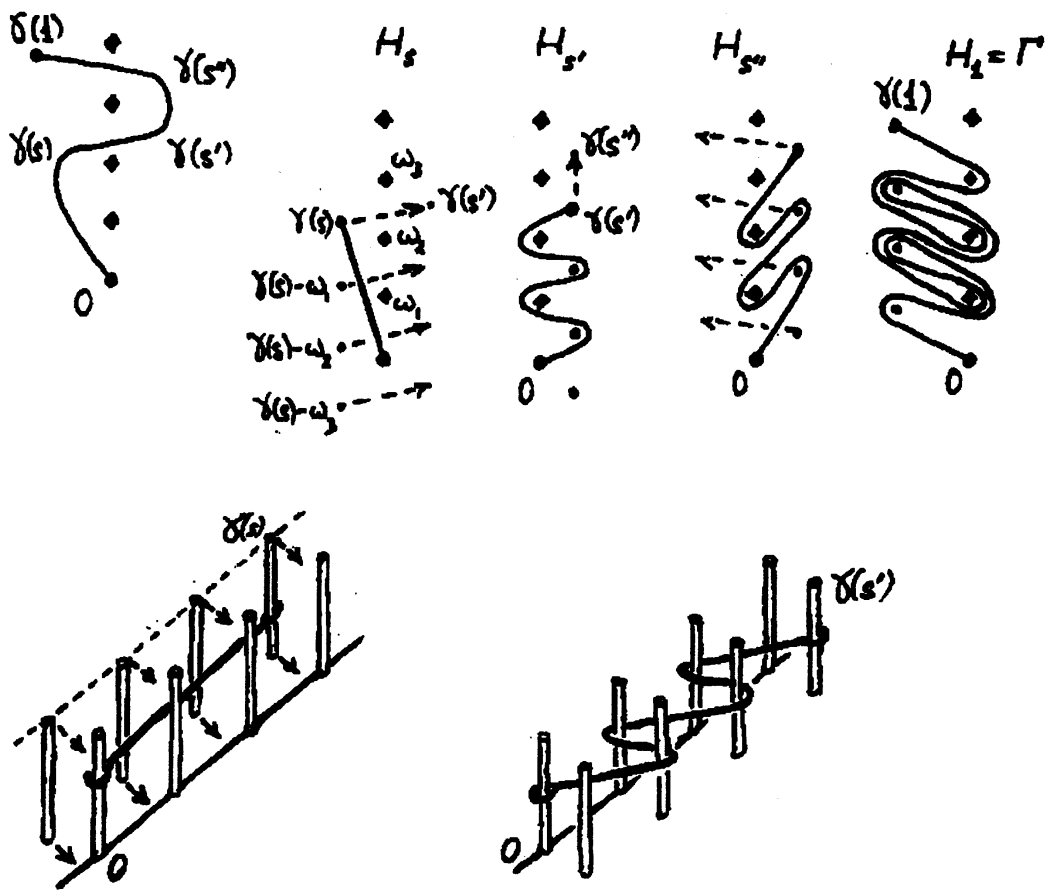 γ(1)
γ(s'')
γ(s)
γ(s')
0
H_s
ω_3
γ(s')
γ(s)
ω_2
γ(s)-ω_1
ω_1
γ(s)-ω_2
γ(s)-ω_3
H_s'
γ(s'')
γ(s')
0
H_s''
0
H_1 = Γ
γ(1)
0
γ(s)
0
γ(s')
0